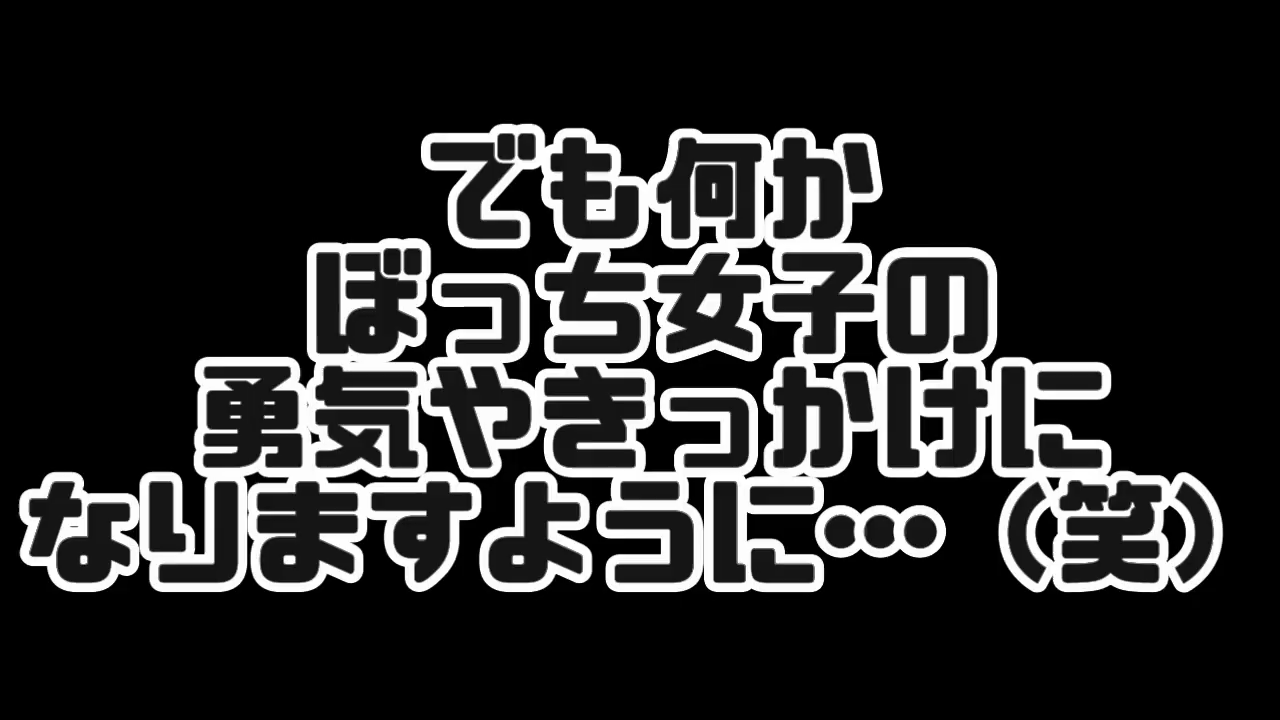 でも何か
ぼっち女子の
勇気やきっかけに
なりますように…（笑）